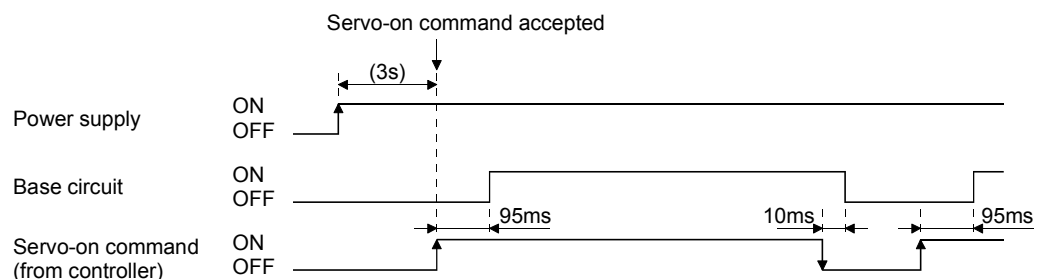 Servo-on command accepted
(3s)
Power supply
ON
OFF
Base circuit
ON
OFF
95ms
10ms
95ms
Servo-on command
(from controller)
ON
OFF